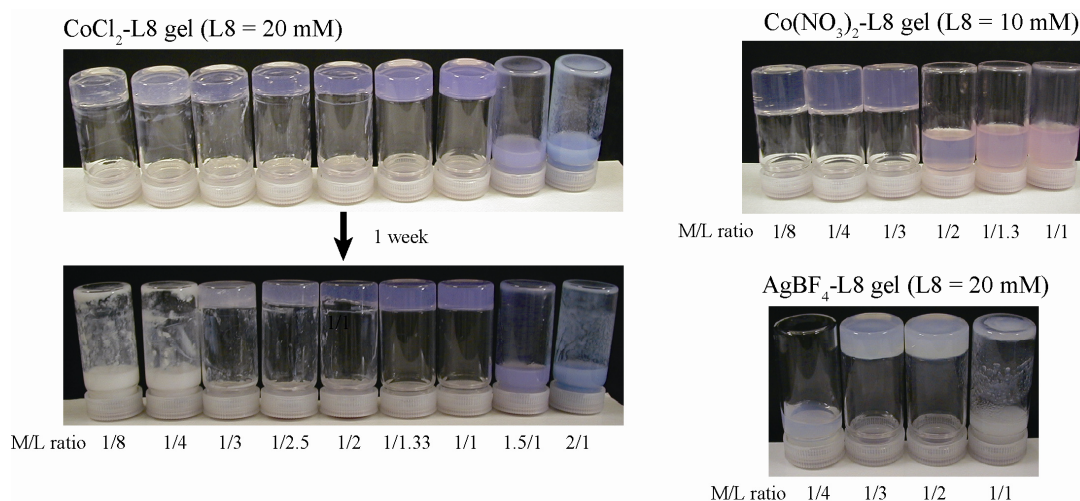 CoCl₂-L8 gel (L8 = 20 mM)
1 week
1/1
M/L ratio 1/8 1/4 1/3 1/2.5 1/2 1/1.33 1/1 1.5/1 2/1
Co(NO₃)₂-L8 gel (L8 = 10 mM)
M/L ratio 1/8 1/4 1/3 1/2 1/1.3 1/1
AgBF₄-L8 gel (L8 = 20 mM)
M/L ratio 1/4 1/3 1/2 1/1